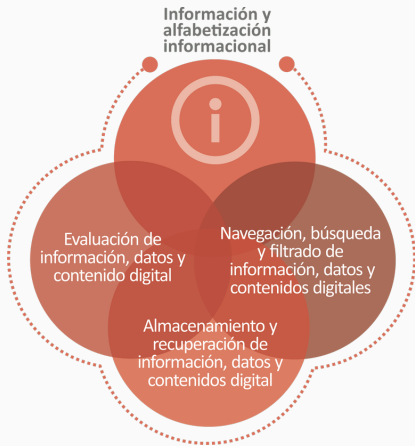 Información y
alfabetización
informacional
i
Evaluación de
información, datos y
contenido digital
Navegación, búsqueda
y filtrado de
información, datos y
contenidos digitales
Almacenamiento y
recuperación de
información, datos y
contenidos digital